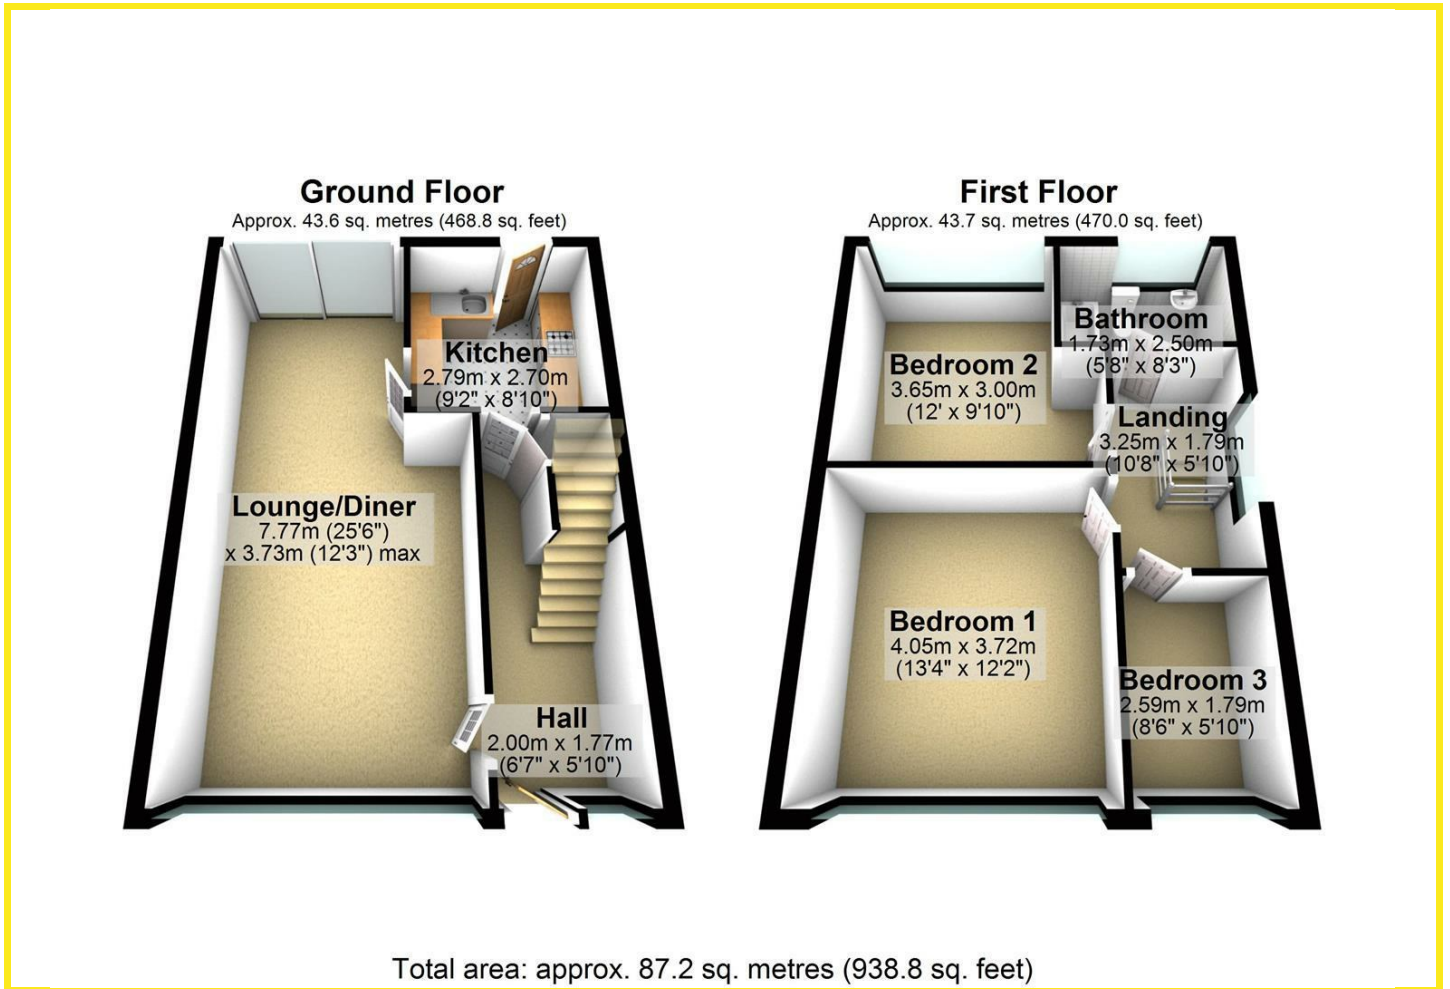 Ground Floor
Approx. 43.6 sq. metres (468.8 sq. feet)
Kitchen
2.79m x 2.70m
(9'2" x 8'10")
Lounge/Diner
7.77m (25'6")
x 3.73m (12'3") max
Hall
2.00m x 1.77m
(6'7" x 5'10")
First Floor
Approx. 43.7 sq. metres (470.0 sq. feet)
Bathroom
1.73m x 2.50m
(5'8" x 8'3")
Bedroom 2
3.65m x 3.00m
(12' x 9'10")
Landing
3.25m x 1.79m
(10'8" x 5'10")
Bedroom 1
4.05m x 3.72m
(13'4" x 12'2")
Bedroom 3
2.59m x 1.79m
(8'6" x 5'10")
Total area: approx. 87.2 sq. metres (938.8 sq. feet)